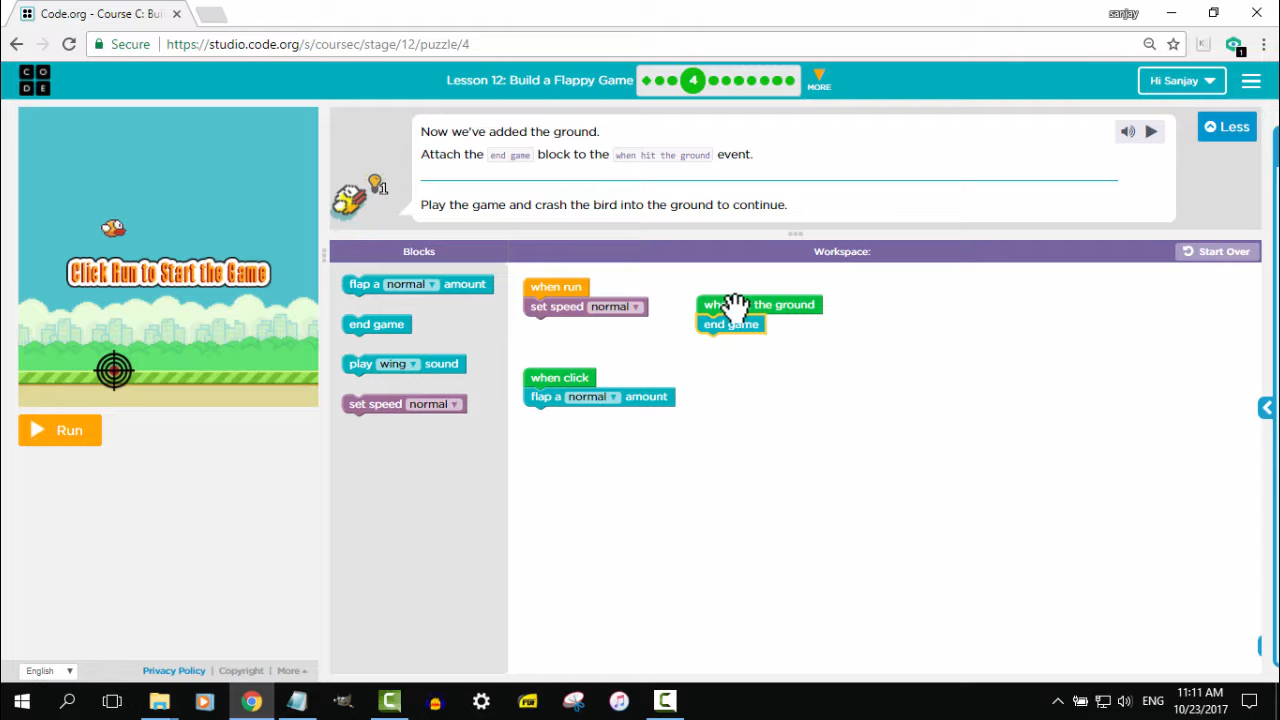 Code.org - Course C: Bui
sanjay
Secure
https://studio.code.org/s/coursec/stage/12/puzzle/4
1
C O
D E
Lesson 12: Build a Flappy Game
4
MORE
Hi Sanjay
Now we've added the ground.
Attach the end game block to the when hit the ground event.
Play the game and crash the bird into the ground to continue.
1
Less
Click Run to Start the Game
Run
Blocks
Workspace:
Start Over
flap a normal amount
end game
play wing sound
set speed normal
when run
set speed normal
the ground
end game
when click
flap a normal amount
English
Privacy Policy
Copyright
More
ENG
11:11 AM
10/23/2017